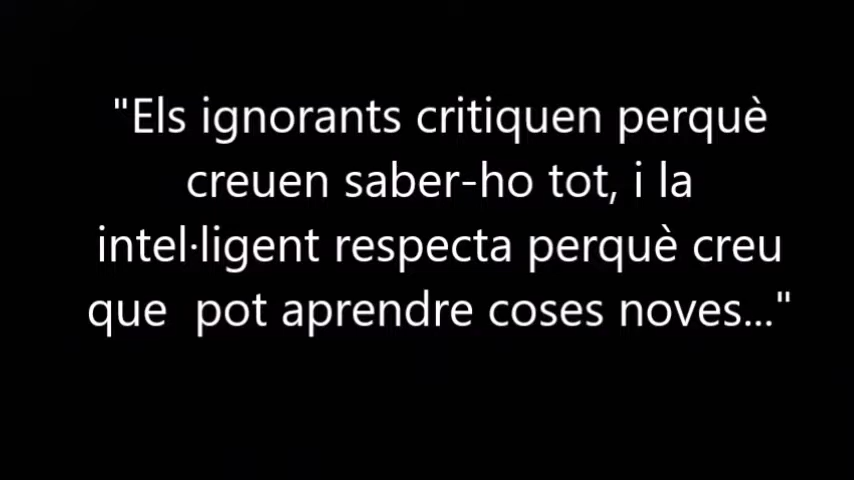 "Els ignorants critiquen perquè
creuen saber-ho tot, i la
intel·ligent respecta perquè creu
que  pot aprendre coses noves..."